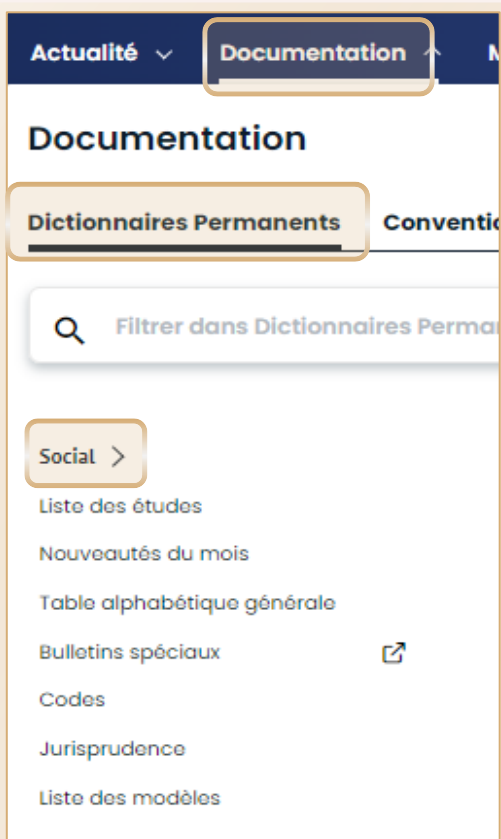 Actualité Documentation
Documentation
Dictionnaires Permanents Conventio
Filtrer dans Dictionnaires Perma
Social >
Liste des études
Nouveautés du mois
Table alphabétique générale
Bulletins spéciaux
Codes
Jurisprudence
Liste des modèles